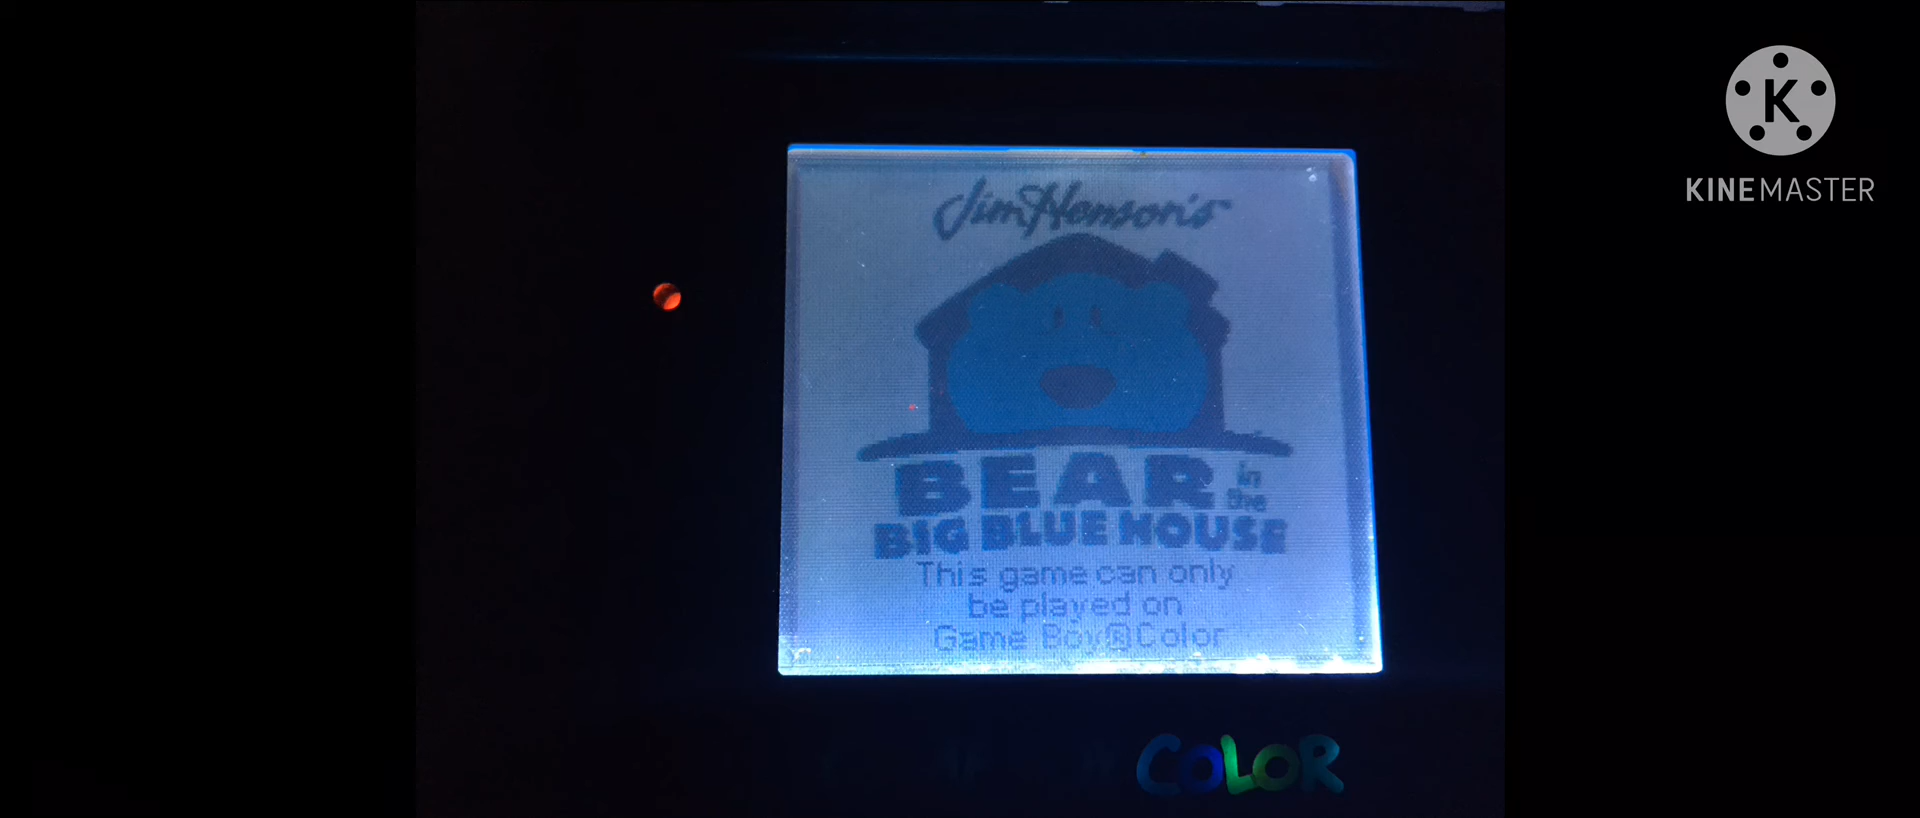 Jim Henson's
BEAR in the
BIG BLUE HOUSE
This game can only
be played on
Game Boy®Color
COLOR
K
KINEMASTER